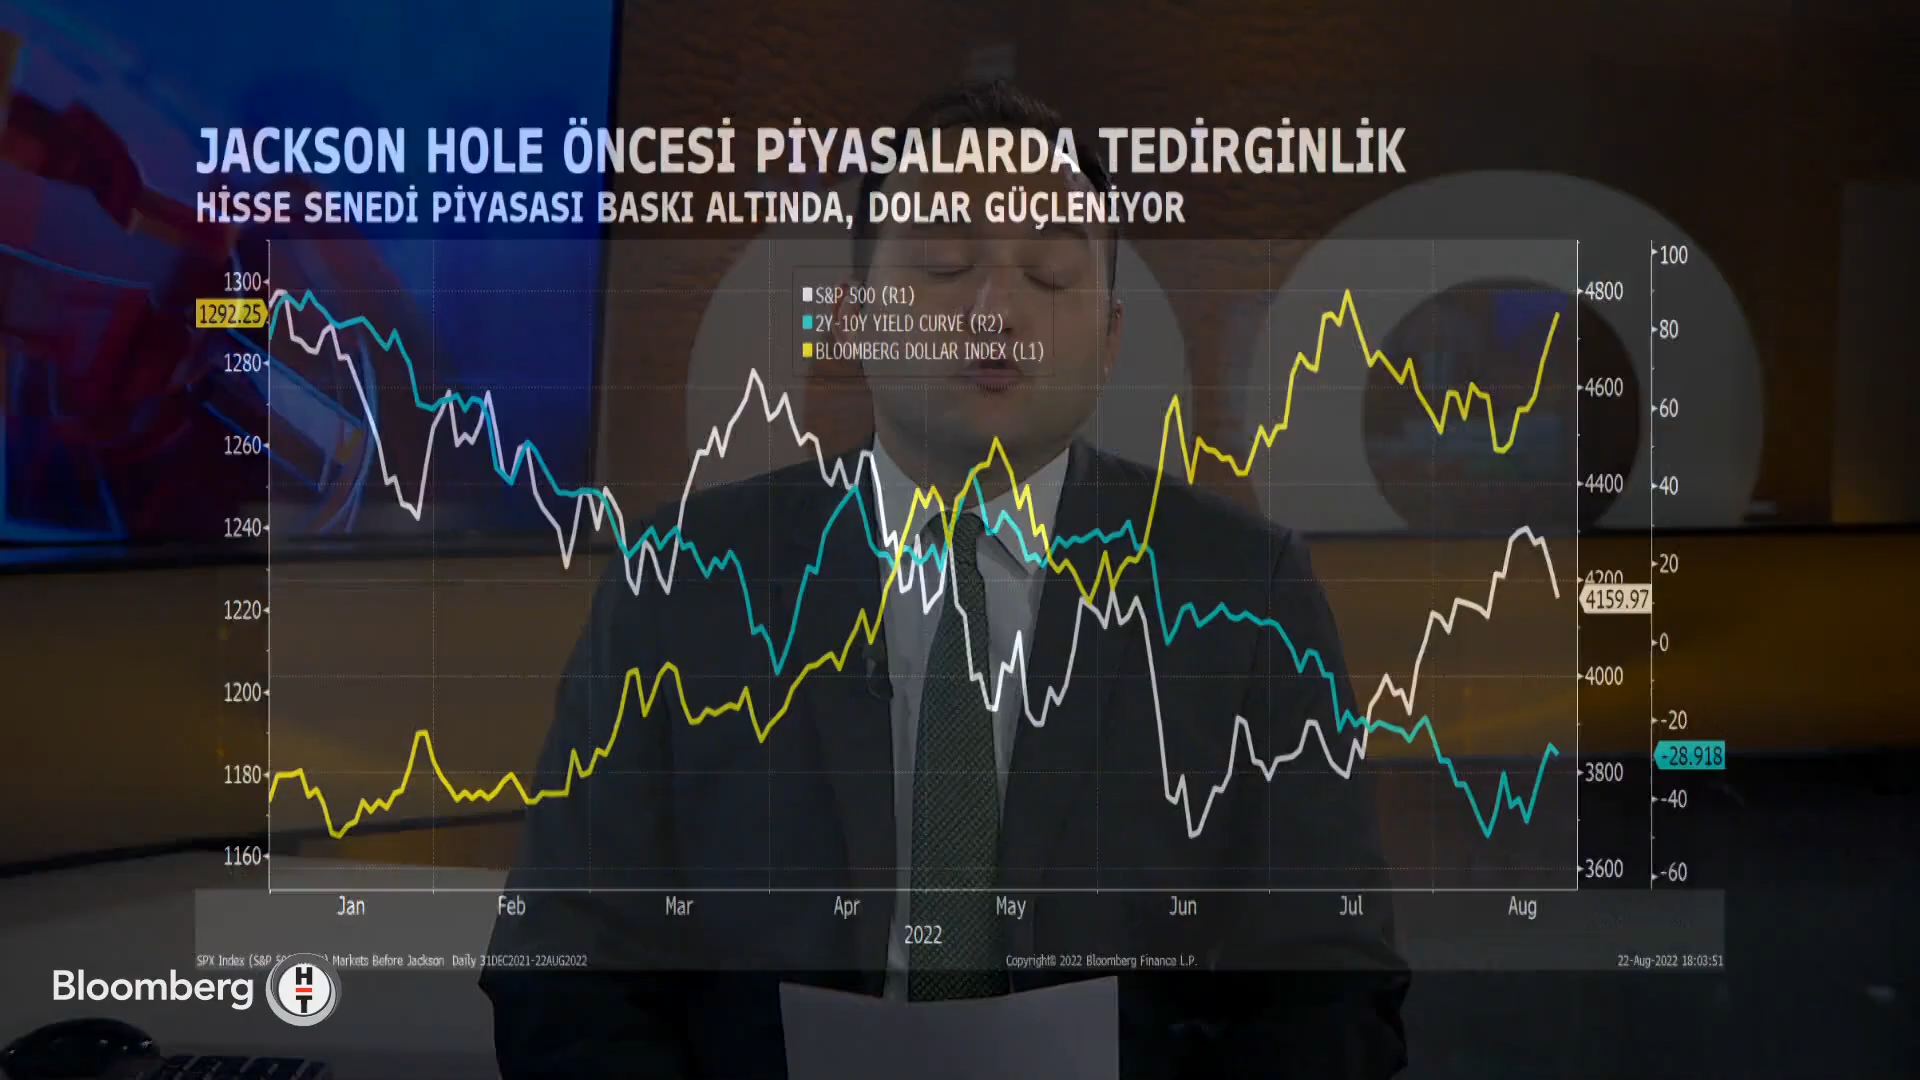 JACKSON HOLE ÖNCESİ PİYASALARDA TEDİRGİNLİK
HİSSE SENEDİ PİYASASI BASKI ALTINDA, DOLAR GÜÇLENİYOR
S&P 500 (R1)
2Y-10Y YIELD CURVE (R2)
BLOOMBERG DOLLAR INDEX (L1)
1300
1292.25
1280
1260
1240
1220
1200
1180
1160
4800
4600
4400
4200
4159.97
4000
3800
3600
100
80
60
40
20
0
-20
-28.918
-40
-60
Jan Feb Mar Apr May Jun Jul Aug
2022
SPX Index (S&P Markets Before Jackson Daily 31DEC2021-22AUG2022
Copyright© 2022 Bloomberg Finance L.P.
22-Aug-2022 18:03:51
Bloomberg HT